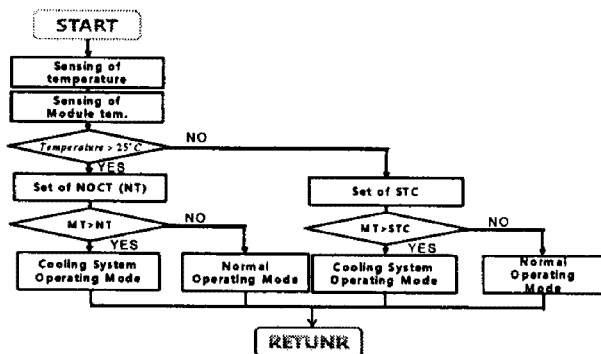 START
Sensing of
temperature
Sensing of
Module tem.
Temperature > 25°C
NO
YES
Set of NOCT (NT)
Set of STC
MT>NT
NO
MT>STC
NO
YES
YES
Cooling System
Operating Mode
Normal
Operating Mode
Cooling System
Operating Mode
Normal
Operating
Mode
RETUNR